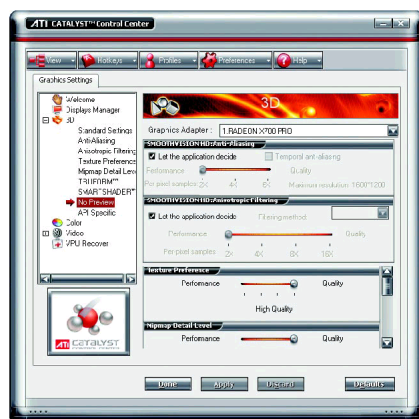 ATI CATALYST™ Control Center
View
Hotkeys
Profiles
Preferences
Help
Graphics Settings
Welcome
Displays Manager
3D
Standard Settings
Anti-Aliasing
Anisotropic Filtering
Texture Preference
Mipmap Detail Leve
TRUFORM™
SMARTSHADER™
No Preview
API Specific
Color
Video
VPU Recover
ATI CATALYST
CONTROL CENTER
3D
Graphics Adapter : 1.RADEON X700 PRO
SMOOTHVISION HD:Anti-Aliasing
Let the application decide
Temporal anti-aliasing
Performance
Quality
Per pixel samples 2X 4X 6X
Maximum resolution 1600*1200
SMOOTHVISION HD:Anisotropic Filtering
Let the application decide
Filtering method
Performance
Quality
Per pixel samples 2X 4X 8X 16X
Texture Preference
Performance
Quality
High Quality
Mipmap Detail Level
Performance
Quality
Done
Apply
Discard
Defaults